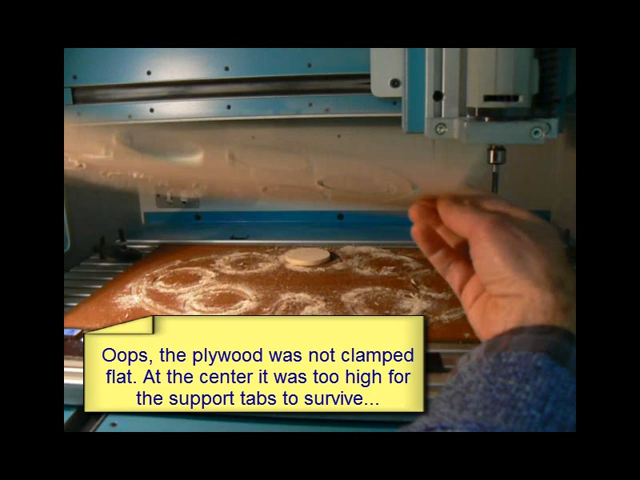 Oops, the plywood was not clamped
flat. At the center it was too high for
the support tabs to survive...